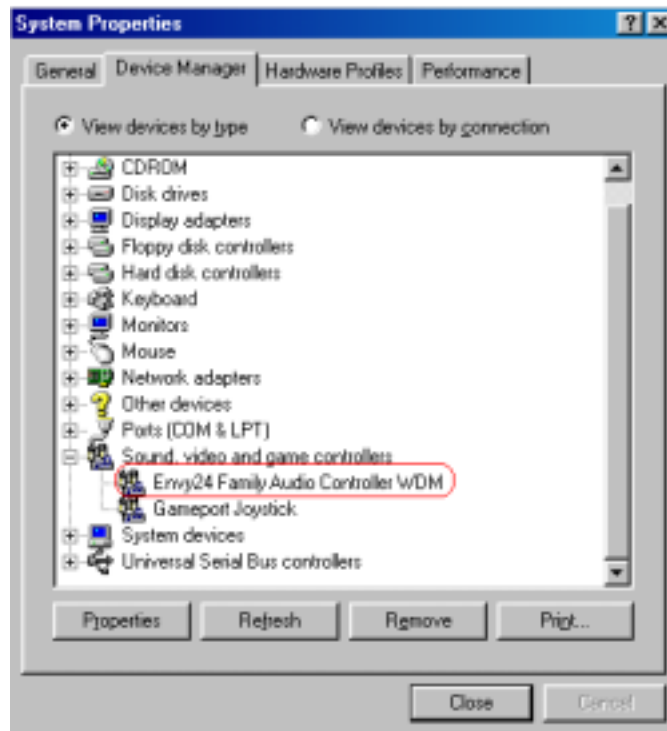 System Properties
General Device Manager Hardware Profiles Performance
View devices by type View devices by connection
CDROM
Disk drives
Display adapters
Floppy disk controllers
Hard disk controllers
Keyboard
Monitors
Mouse
Network adapters
Other devices
Ports (COM & LPT)
Sound, video and game controllers
Envy24 Family Audio Controller WDM
Gameport Joystick
System devices
Universal Serial Bus controllers
Properties Refresh Remove Print...
Close Cancel